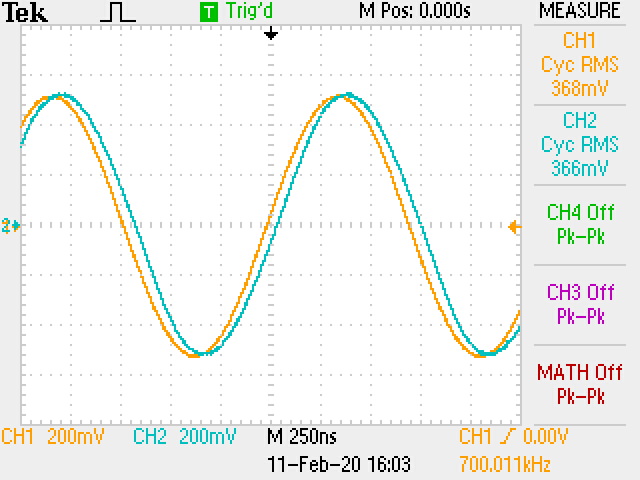 Tek T Trig'd M Pos: 0.000s MEASURE
CH1
Cyc RMS
368mV
CH2
Cyc RMS
366mV
CH4 Off
Pk-Pk
CH3 Off
Pk-Pk
MATH Off
Pk-Pk
2
CH1 200mV CH2 200mV M 250ns CH1 0.00V
11-Feb-20 16:03 700.011kHz